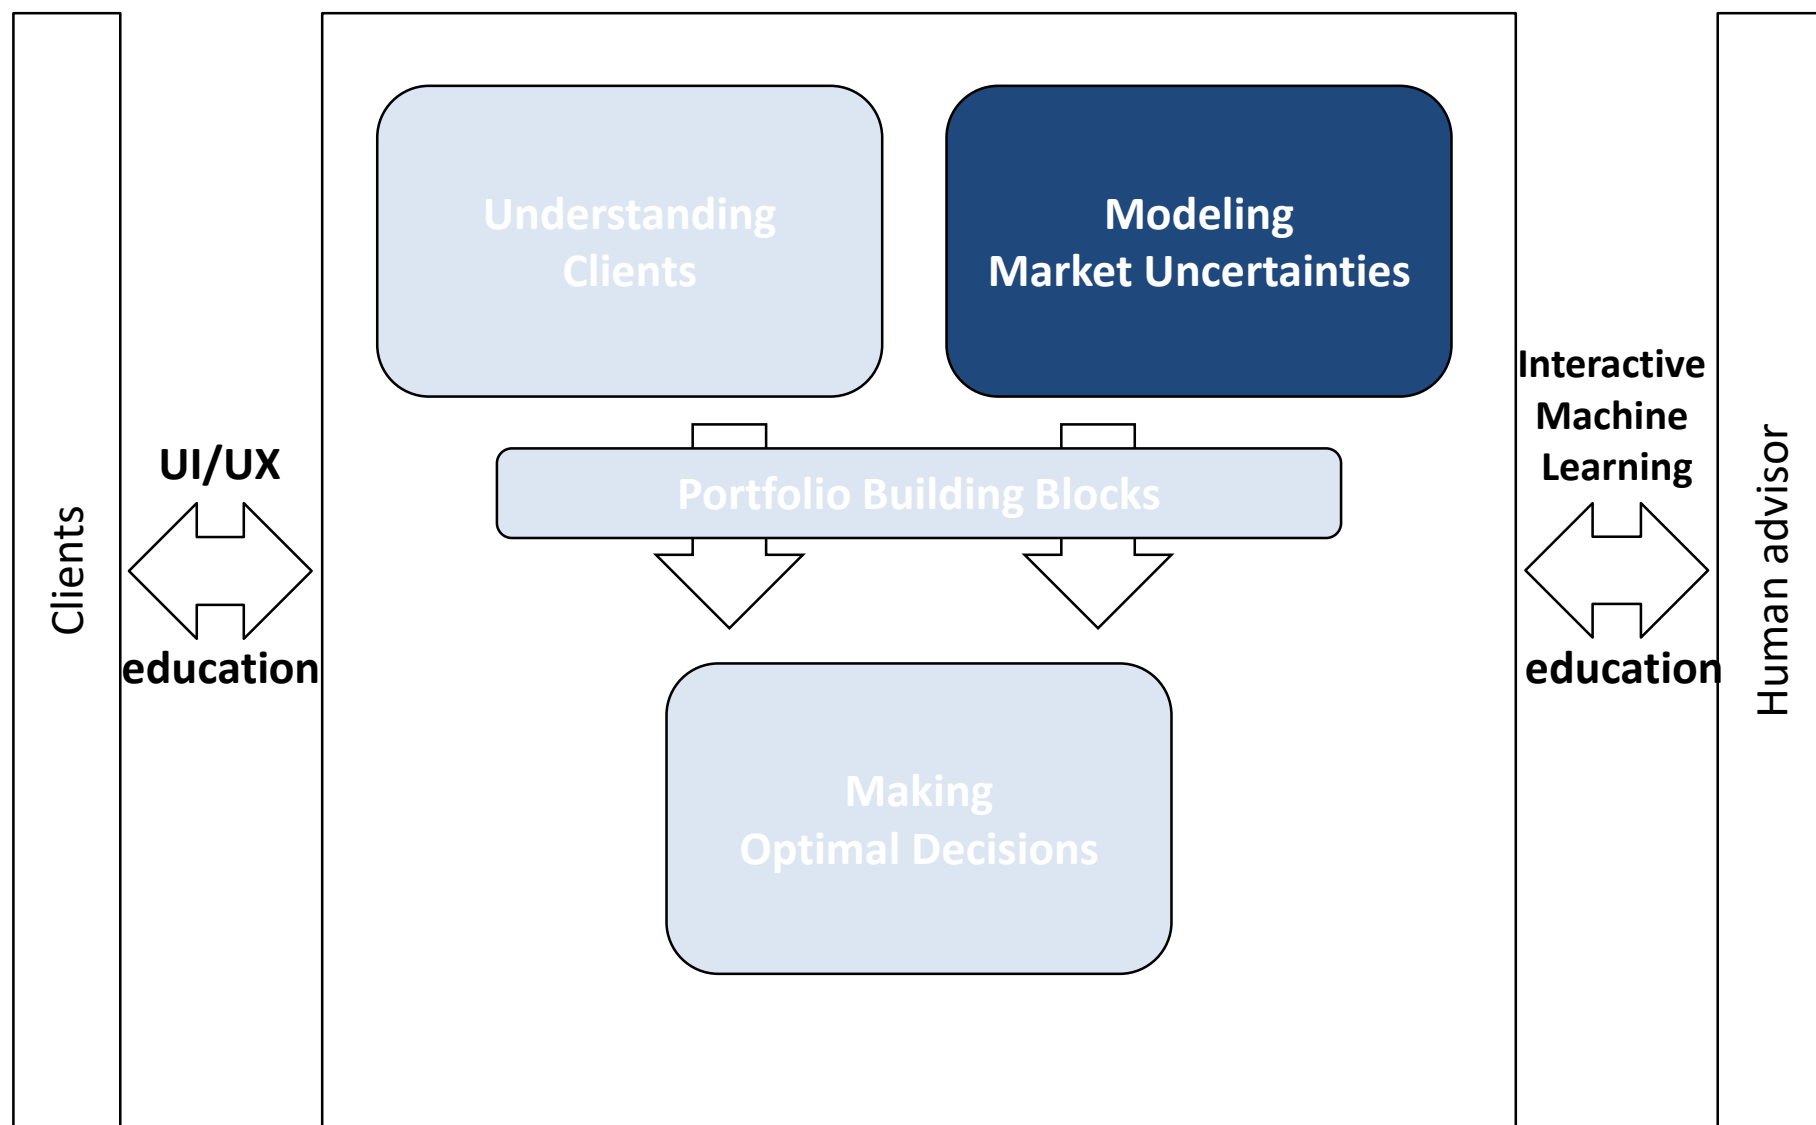 Clients
UI/UX
education
Understanding
Clients
Modeling
Market Uncertainties
Portfolio Building Blocks
Making
Optimal Decisions
Interactive
Machine
Learning
education
Human advisor